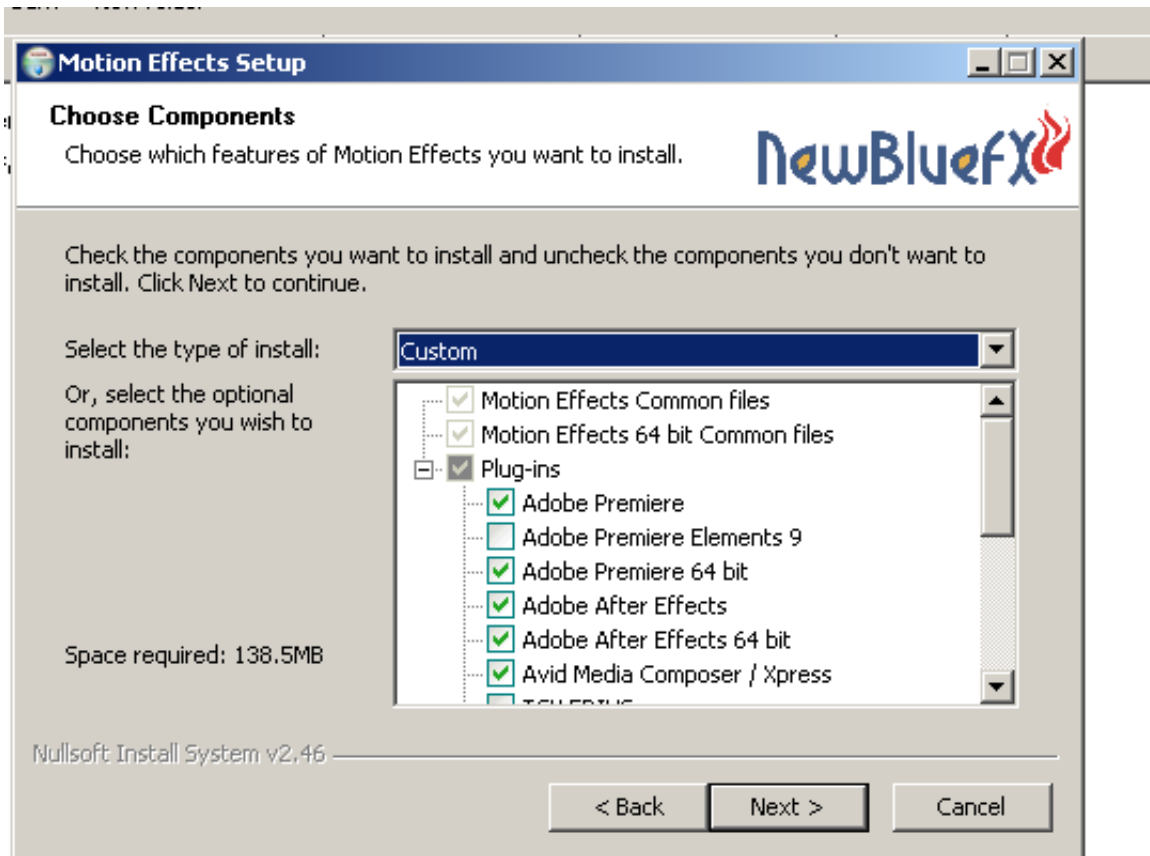 Motion Effects Setup
Choose Components
Choose which features of Motion Effects you want to install.
NewBlueFX
Check the components you want to install and uncheck the components you don't want to
install. Click Next to continue.
Select the type of install:
Custom
Or, select the optional
components you wish to
install:
Motion Effects Common files
Motion Effects 64 bit Common files
Plug-ins
Adobe Premiere
Adobe Premiere Elements 9
Adobe Premiere 64 bit
Adobe After Effects
Adobe After Effects 64 bit
Avid Media Composer / Xpress
Space required: 138.5MB
Nullsoft Install System v2.46
< Back
Next >
Cancel